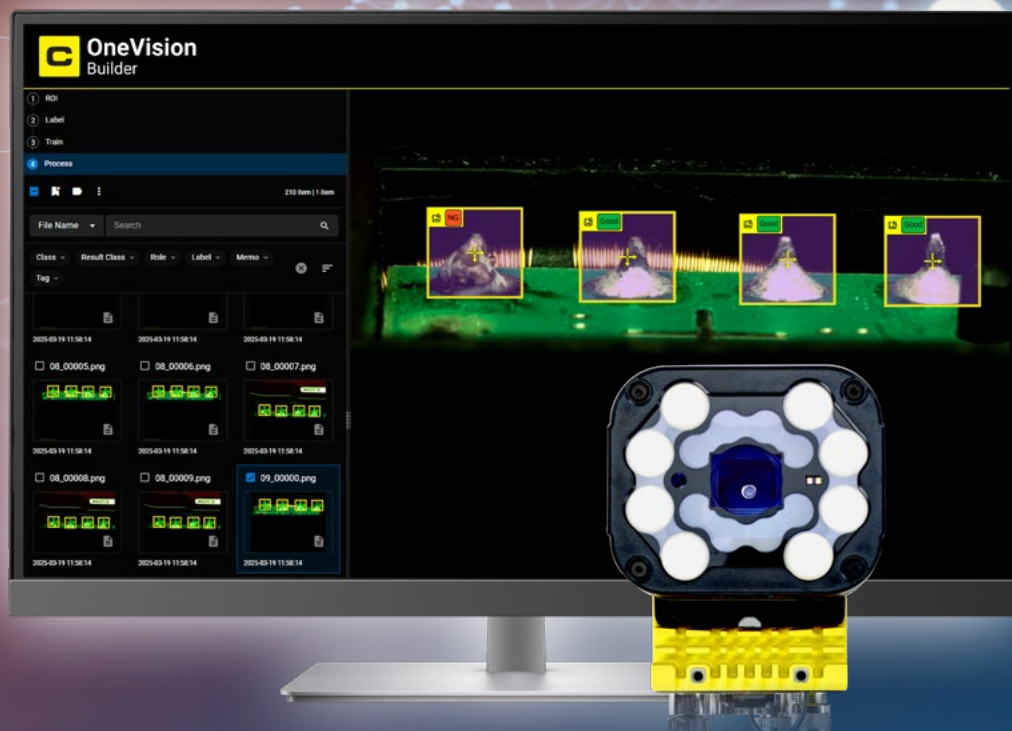 OneVision
Builder
1 ROI
2 Label
3 Train
4 Process
210 Item | 1 Item
File Name
Search
Class
Result Class
Role
Label
Memo
Tag
2025-03-19 11:58:14
2025-03-19 11:58:14
2025-03-19 11:58:14
08_00005.png
08_00006.png
08_00007.png
2025-03-19 11:58:14
2025-03-19 11:58:14
2025-03-19 11:58:14
08_00008.png
08_00009.png
09_00000.png
2025-03-19 11:58:14
2025-03-19 11:58:14
2025-03-19 11:58:14
NG
Good
Good
Good